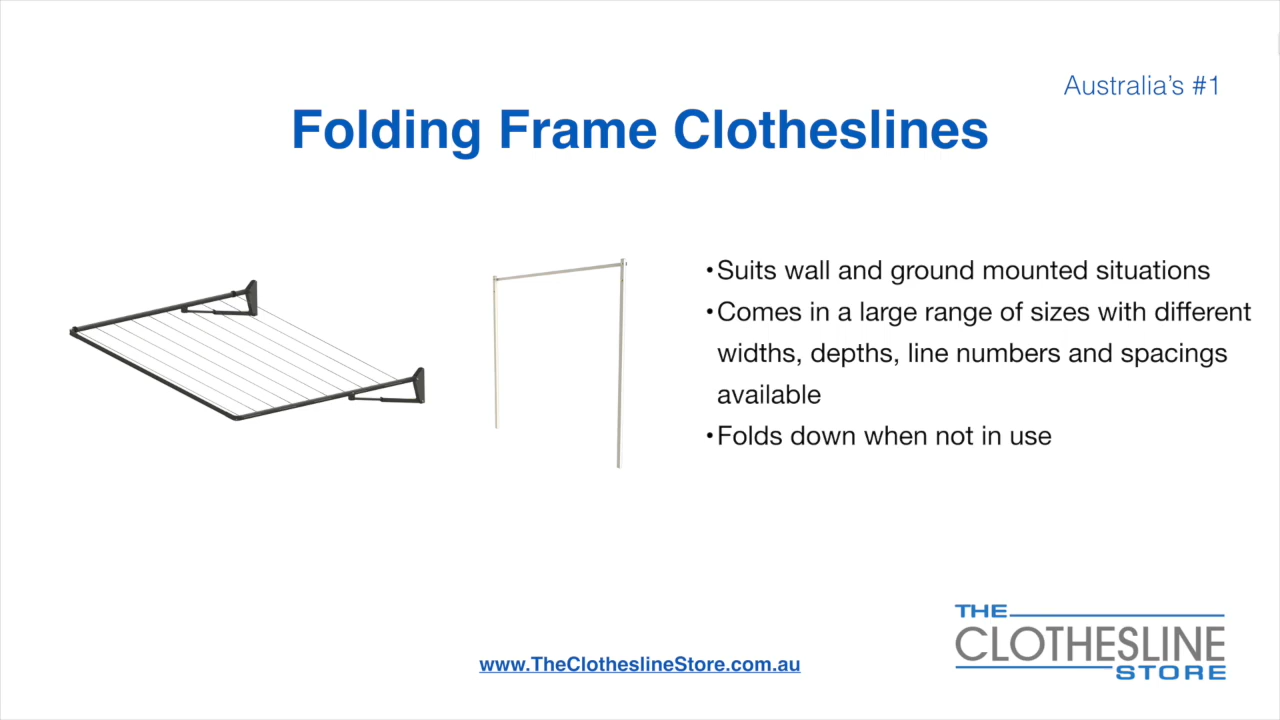 Australia's #1
Folding Frame Clotheslines
•Suits wall and ground mounted situations
•Comes in a large range of sizes with different
widths, depths, line numbers and spacings
available
•Folds down when not in use
www.TheClotheslineStore.com.au
THE
CLOTHESLINE
STORE